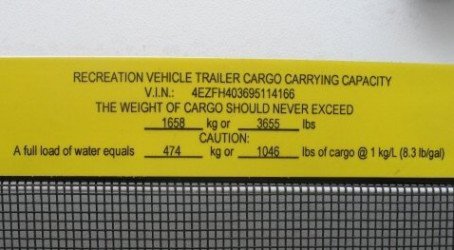 RECREATION VEHICLE TRAILER CARGO CARRYING CAPACITY
V.I.N.: 4EZFH403695114166
THE WEIGHT OF CARGO SHOULD NEVER EXCEED
1658 kg or 3655 lbs
CAUTION:
A full load of water equals 474 kg or 1046 lbs of cargo @ 1 kg/L (8.3 lb/gal)